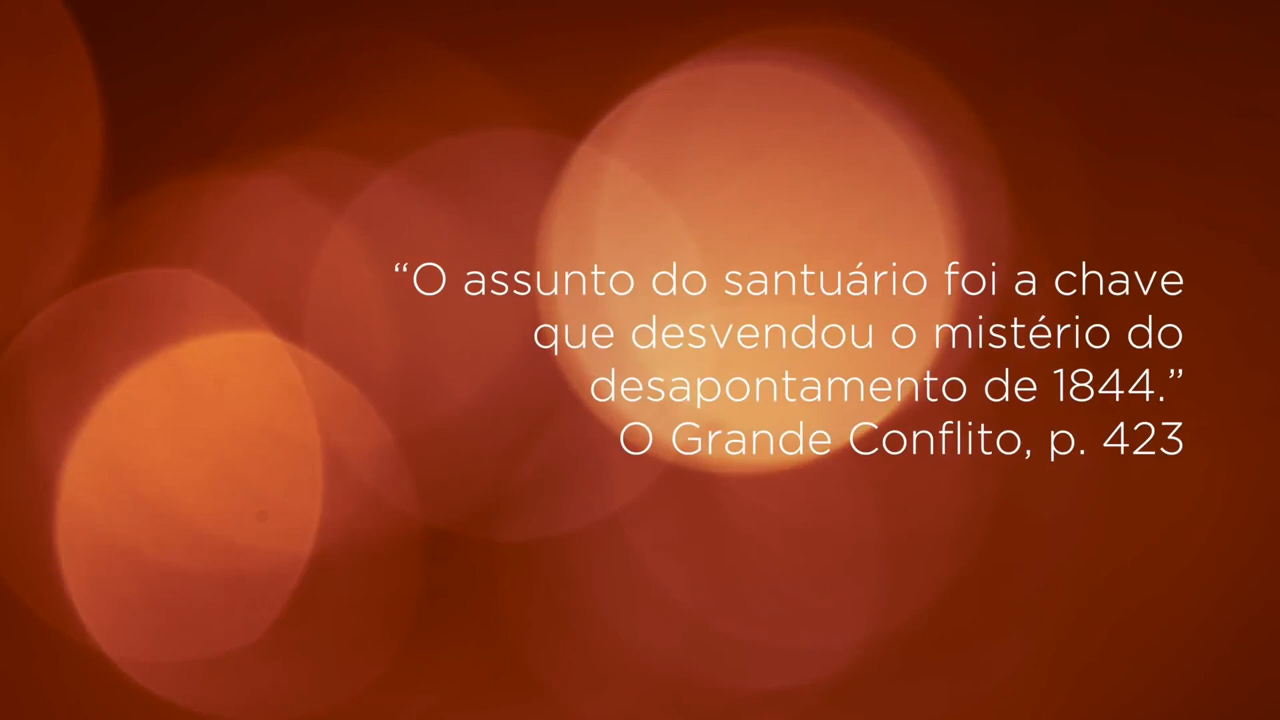 “O assunto do santuário foi a chave
que desvendou o mistério do
desapontamento de 1844.”
O Grande Conflito, p. 423